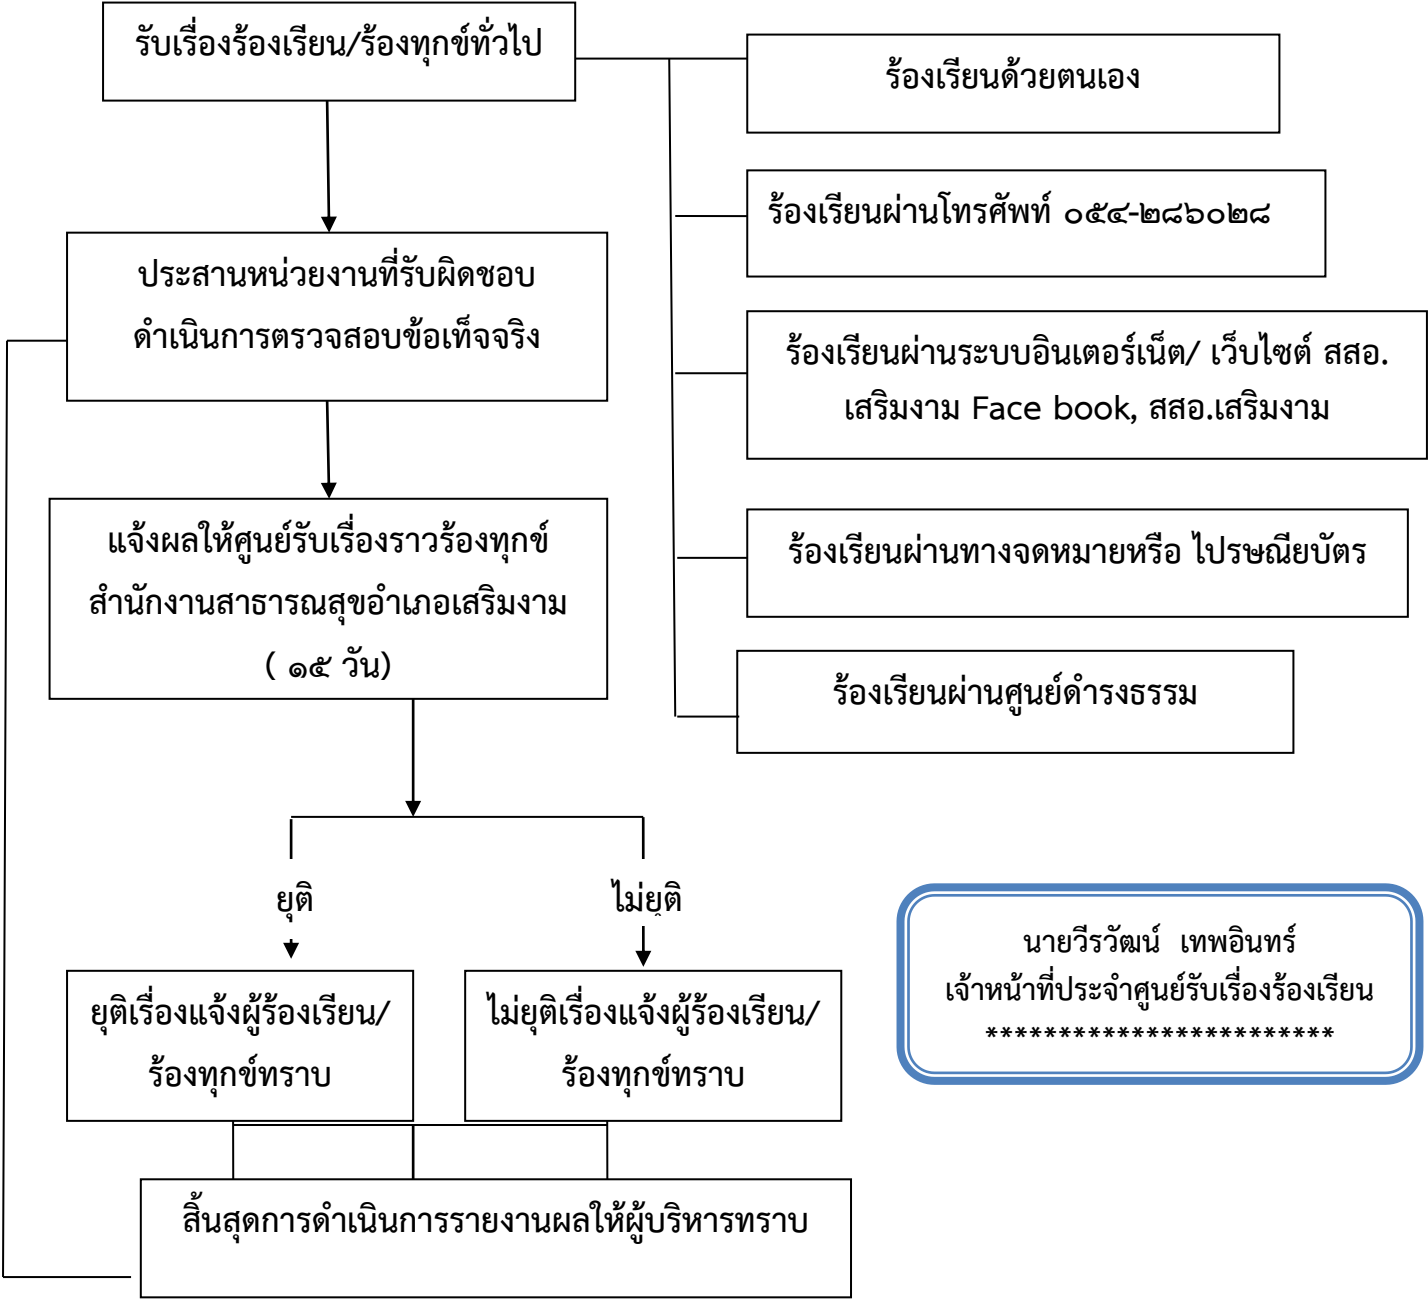 รับเรื่องร้องเรียน/ร้องทุกข์ทั่วไป
ร้องเรียนด้วยตนเอง
ร้องเรียนผ่านโทรศัพท์ ๐๕๔-๒๘๖๐๒๘
ประสานหน่วยงานที่รับผิดชอบ
ดำเนินการตรวจสอบข้อเท็จจริง
ร้องเรียนผ่านระบบอินเตอร์เน็ต/ เว็บไซต์ สสอ.
เสริมงาม Face book, สสอ.เสริมงาม
แจ้งผลให้ศูนย์รับเรื่องราวร้องทุกข์
สำนักงานสาธารณสุขอำเภอเสริมงาม
( ๑๕ วัน)
ร้องเรียนผ่านทางจดหมายหรือ ไปรษณียบัตร
ร้องเรียนผ่านศูนย์ดำรงธรรม
ยุติ
ไม่ยุติ
ยุติเรื่องแจ้งผู้ร้องเรียน/
ร้องทุกข์ทราบ
ไม่ยุติเรื่องแจ้งผู้ร้องเรียน/
ร้องทุกข์ทราบ
นายวีรวัฒน์  เทพอินทร์
เจ้าหน้าที่ประจำศูนย์รับเรื่องร้องเรียน
************************
สิ้นสุดการดำเนินการรายงานผลให้ผู้บริหารทราบ